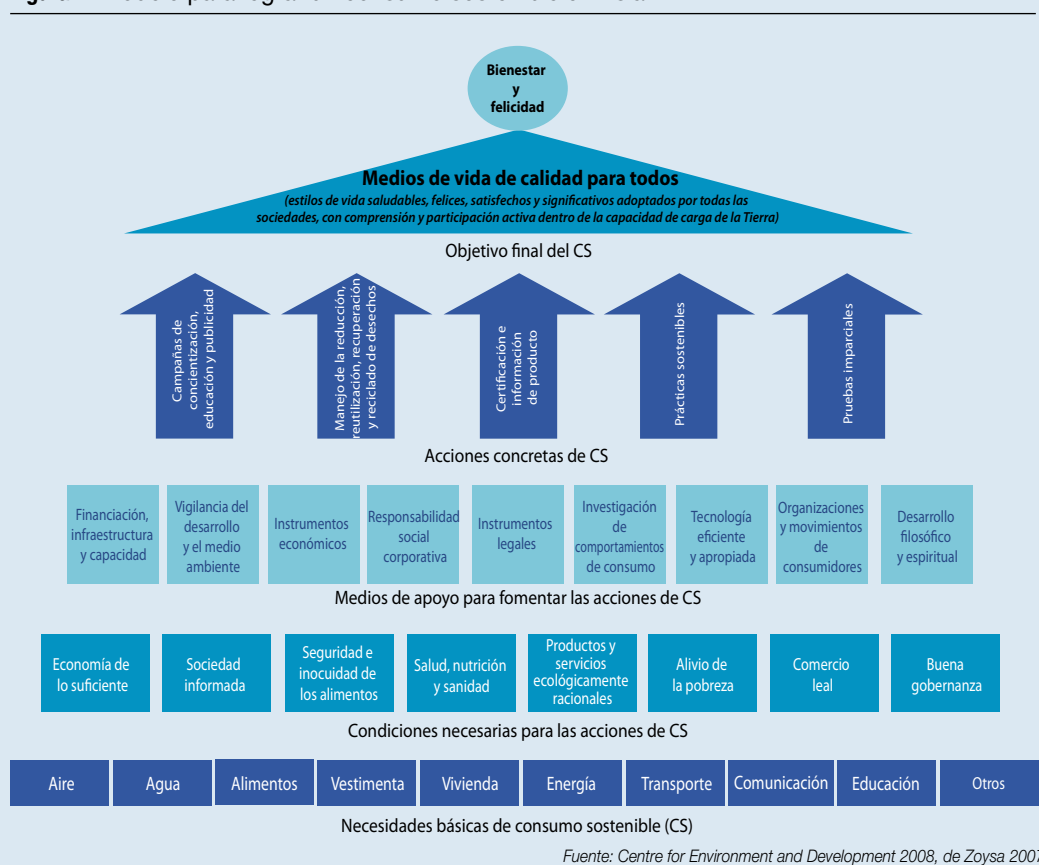 Bienestar
y
felicidad
Medios de vida de calidad para todos
(estilos de vida saludables, felices, satisfechos y significativos adoptados por todas las
sociedades, con comprensión y participación activa dentro de la capacidad de carga de la Tierra)
Objetivo final del CS
Campañas de
concientización,
educación y publicidad
Manejo de la reducción,
reutilización, recuperación
y reciclado de desechos
Certificación e
información
de producto
Prácticas sostenibles
Pruebas imparciales
Acciones concretas de CS
Financiación,
infraestructura
y capacidad
Vigilancia del
desarrollo
y el medio
ambiente
Instrumentos
económicos
Responsabilidad
social
corporativa
Instrumentos
legales
Investigación
de
comportamientos
de consumo
Tecnología
eficiente
y apropiada
Organizaciones
y movimientos
de
consumidores
Desarrollo
filosófico
y espiritual
Medios de apoyo para fomentar las acciones de CS
Economía de
lo suficiente
Sociedad
informada
Seguridad e
inocuidad de
los alimentos
Salud, nutrición
y sanidad
Productos y
servicios
ecológicamente
racionales
Alivio de
la pobreza
Comercio
leal
Buena
gobernanza
Condiciones necesarias para las acciones de CS
Aire
Agua
Alimentos
Vestimenta
Vivienda
Energía
Transporte
Comunicación
Educación
Otros
Necesidades básicas de consumo sostenible (CS)
Fuente: Centre for Environment and Development 2008, de Zoysa 2007